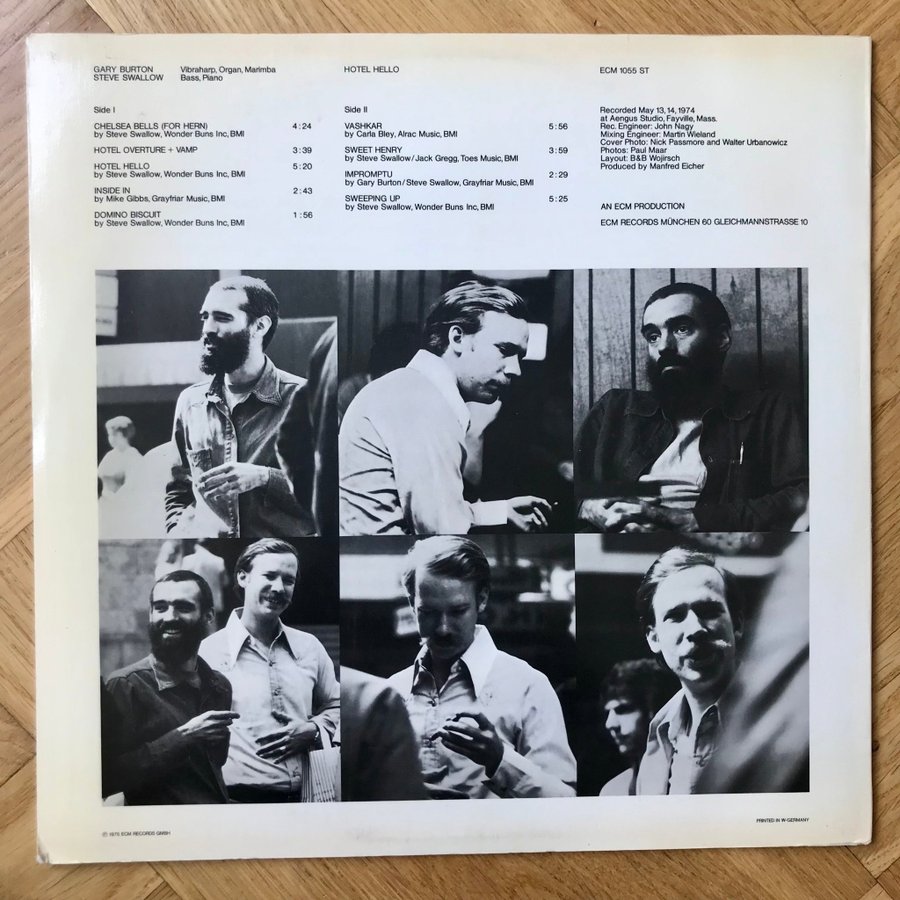 GARY BURTON Vibraharp, Organ, Marimba
STEVE SWALLOW Bass, Piano
HOTEL HELLO
ECM 1055 ST
Side I
CHELSEA BELLS (FOR HERN) 4:24
by Steve Swallow, Wonder Buns Inc, BMI
HOTEL OVERTURE + VAMP 3:39
HOTEL HELLO 5:20
by Steve Swallow, Wonder Buns Inc, BMI
INSIDE IN 2:43
by Mike Gibbs, Grayfriar Music, BMI
DOMINO BISCUIT 1:56
by Steve Swallow, Wonder Buns Inc, BMI
Side II
VASHKAR 5:56
by Carla Bley, Alrac Music, BMI
SWEET HENRY 3:59
by Steve Swallow/Jack Gregg, Toes Music, BMI
IMPROMPTU 2:29
by Gary Burton/Steve Swallow, Grayfriar Music, BMI
SWEEPING UP 5:25
by Steve Swallow, Wonder Buns Inc, BMI
Recorded May 13, 14, 1974
at Aengus Studio, Fayville, Mass.
Rec. Engineer: John Nagy
Mixing Engineer: Martin Wieland
Cover Photo: Nick Passmore and Walter Urbanowicz
Photos: Paul Maar
Layout: B&B Wojirsch
Produced by Manfred Eicher
AN ECM PRODUCTION
ECM RECORDS MÜNCHEN 60 GLEICHMANNSTRASSE 10
℗ 1975 ECM RECORDS GMBH
PRINTED IN W-GERMANY